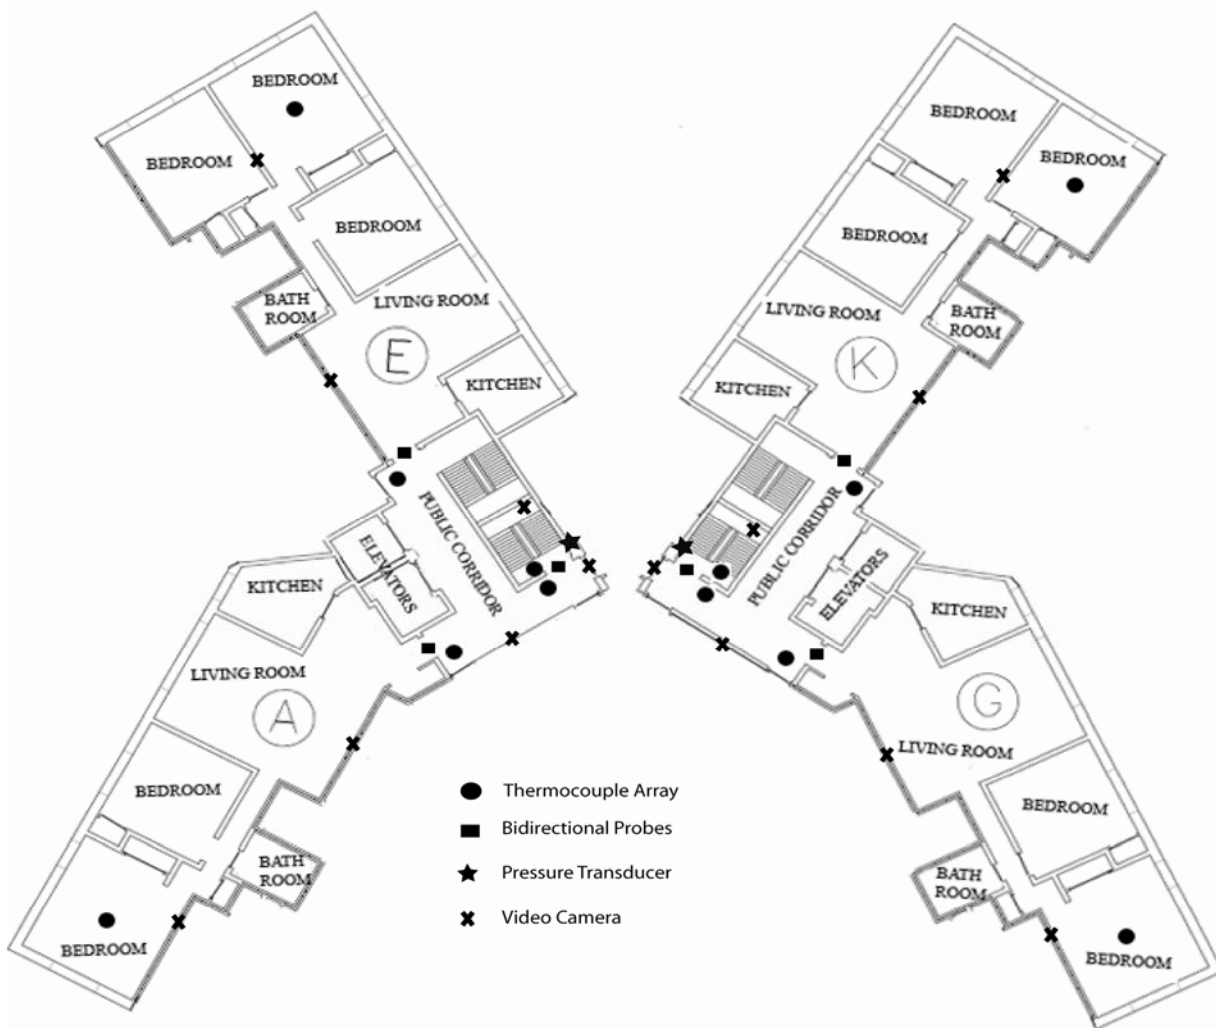 BEDROOM
BEDROOM
BEDROOM
BATH
ROOM
LIVING ROOM
E
KITCHEN
PUBLIC CORRIDOR
ELEVATORS
KITCHEN
LIVING ROOM
A
BEDROOM
BATH
ROOM
BEDROOM
BEDROOM
BEDROOM
BEDROOM
LIVING ROOM
BATH
ROOM
K
KITCHEN
PUBLIC CORRIDOR
ELEVATORS
KITCHEN
G
LIVING ROOM
BEDROOM
BATH
ROOM
BEDROOM
Thermocouple Array
Bidirectional Probes
Pressure Transducer
Video Camera